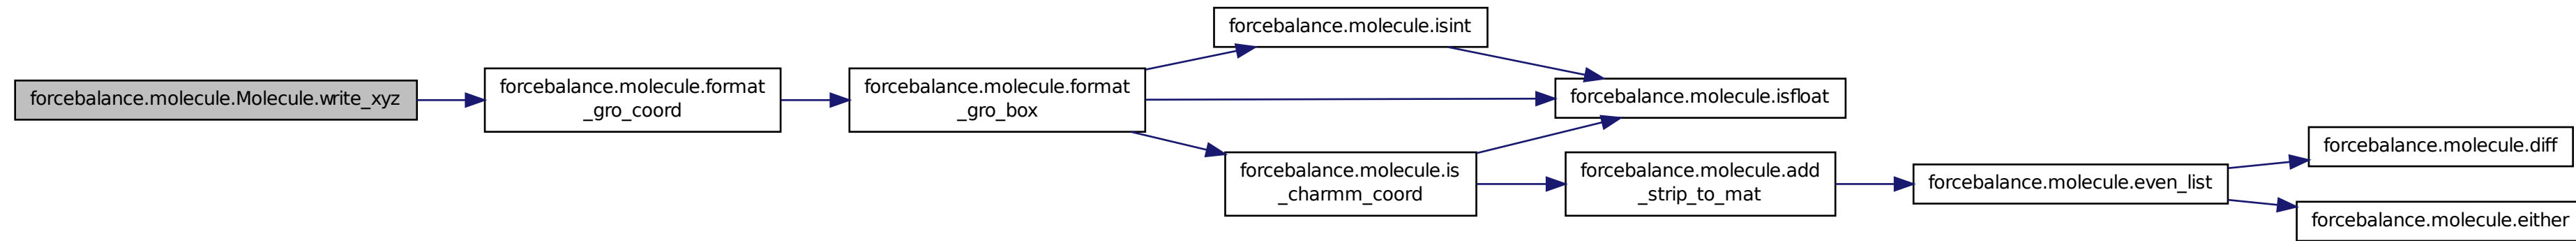 forcebalance.molecule.Molecule.write_xyz
forcebalance.molecule.format
_gro_coord
forcebalance.molecule.format
_gro_box
forcebalance.molecule.isint
forcebalance.molecule.isfloat
forcebalance.molecule.is
_charmm_coord
forcebalance.molecule.add
_strip_to_mat
forcebalance.molecule.even_list
forcebalance.molecule.diff
forcebalance.molecule.either